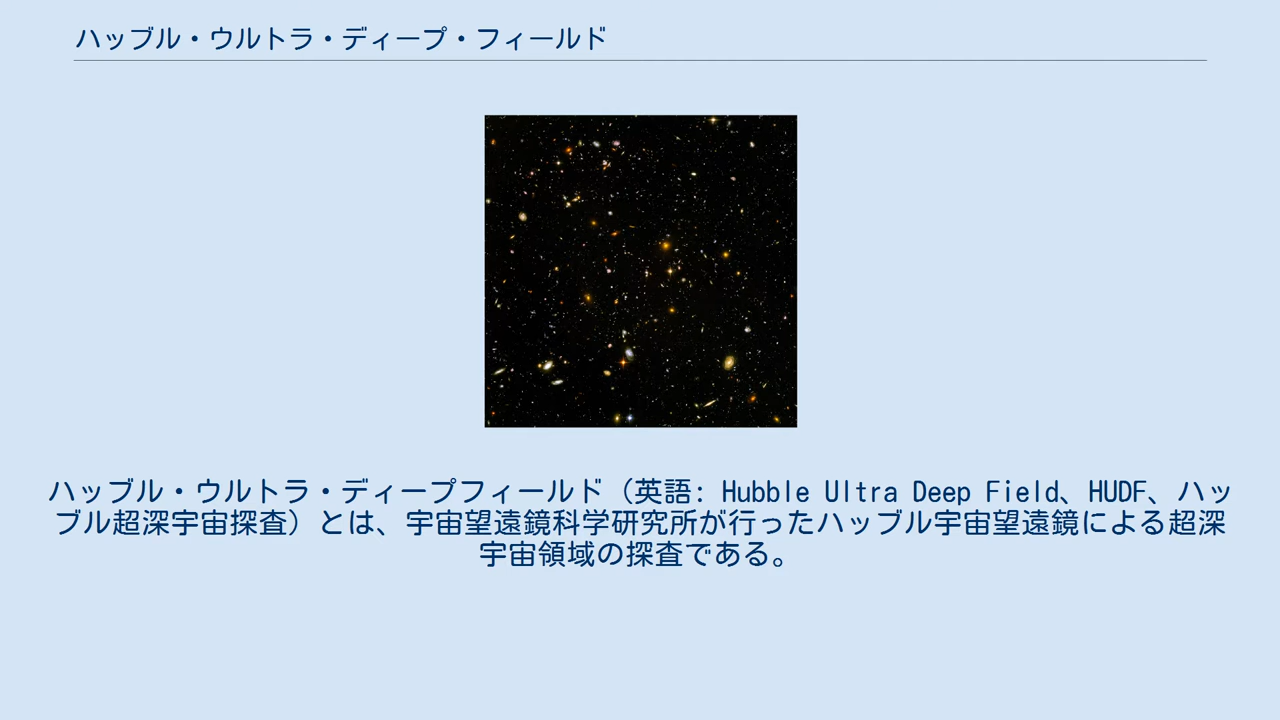 ハッブル・ウルトラ・ディープ・フィールド
ハッブル・ウルトラ・ディープフィールド（英語: Hubble Ultra Deep Field、HUDF、ハッ
ブル超深宇宙探査）とは、宇宙望遠鏡科学研究所が行ったハッブル宇宙望遠鏡による超深
宇宙領域の探査である。